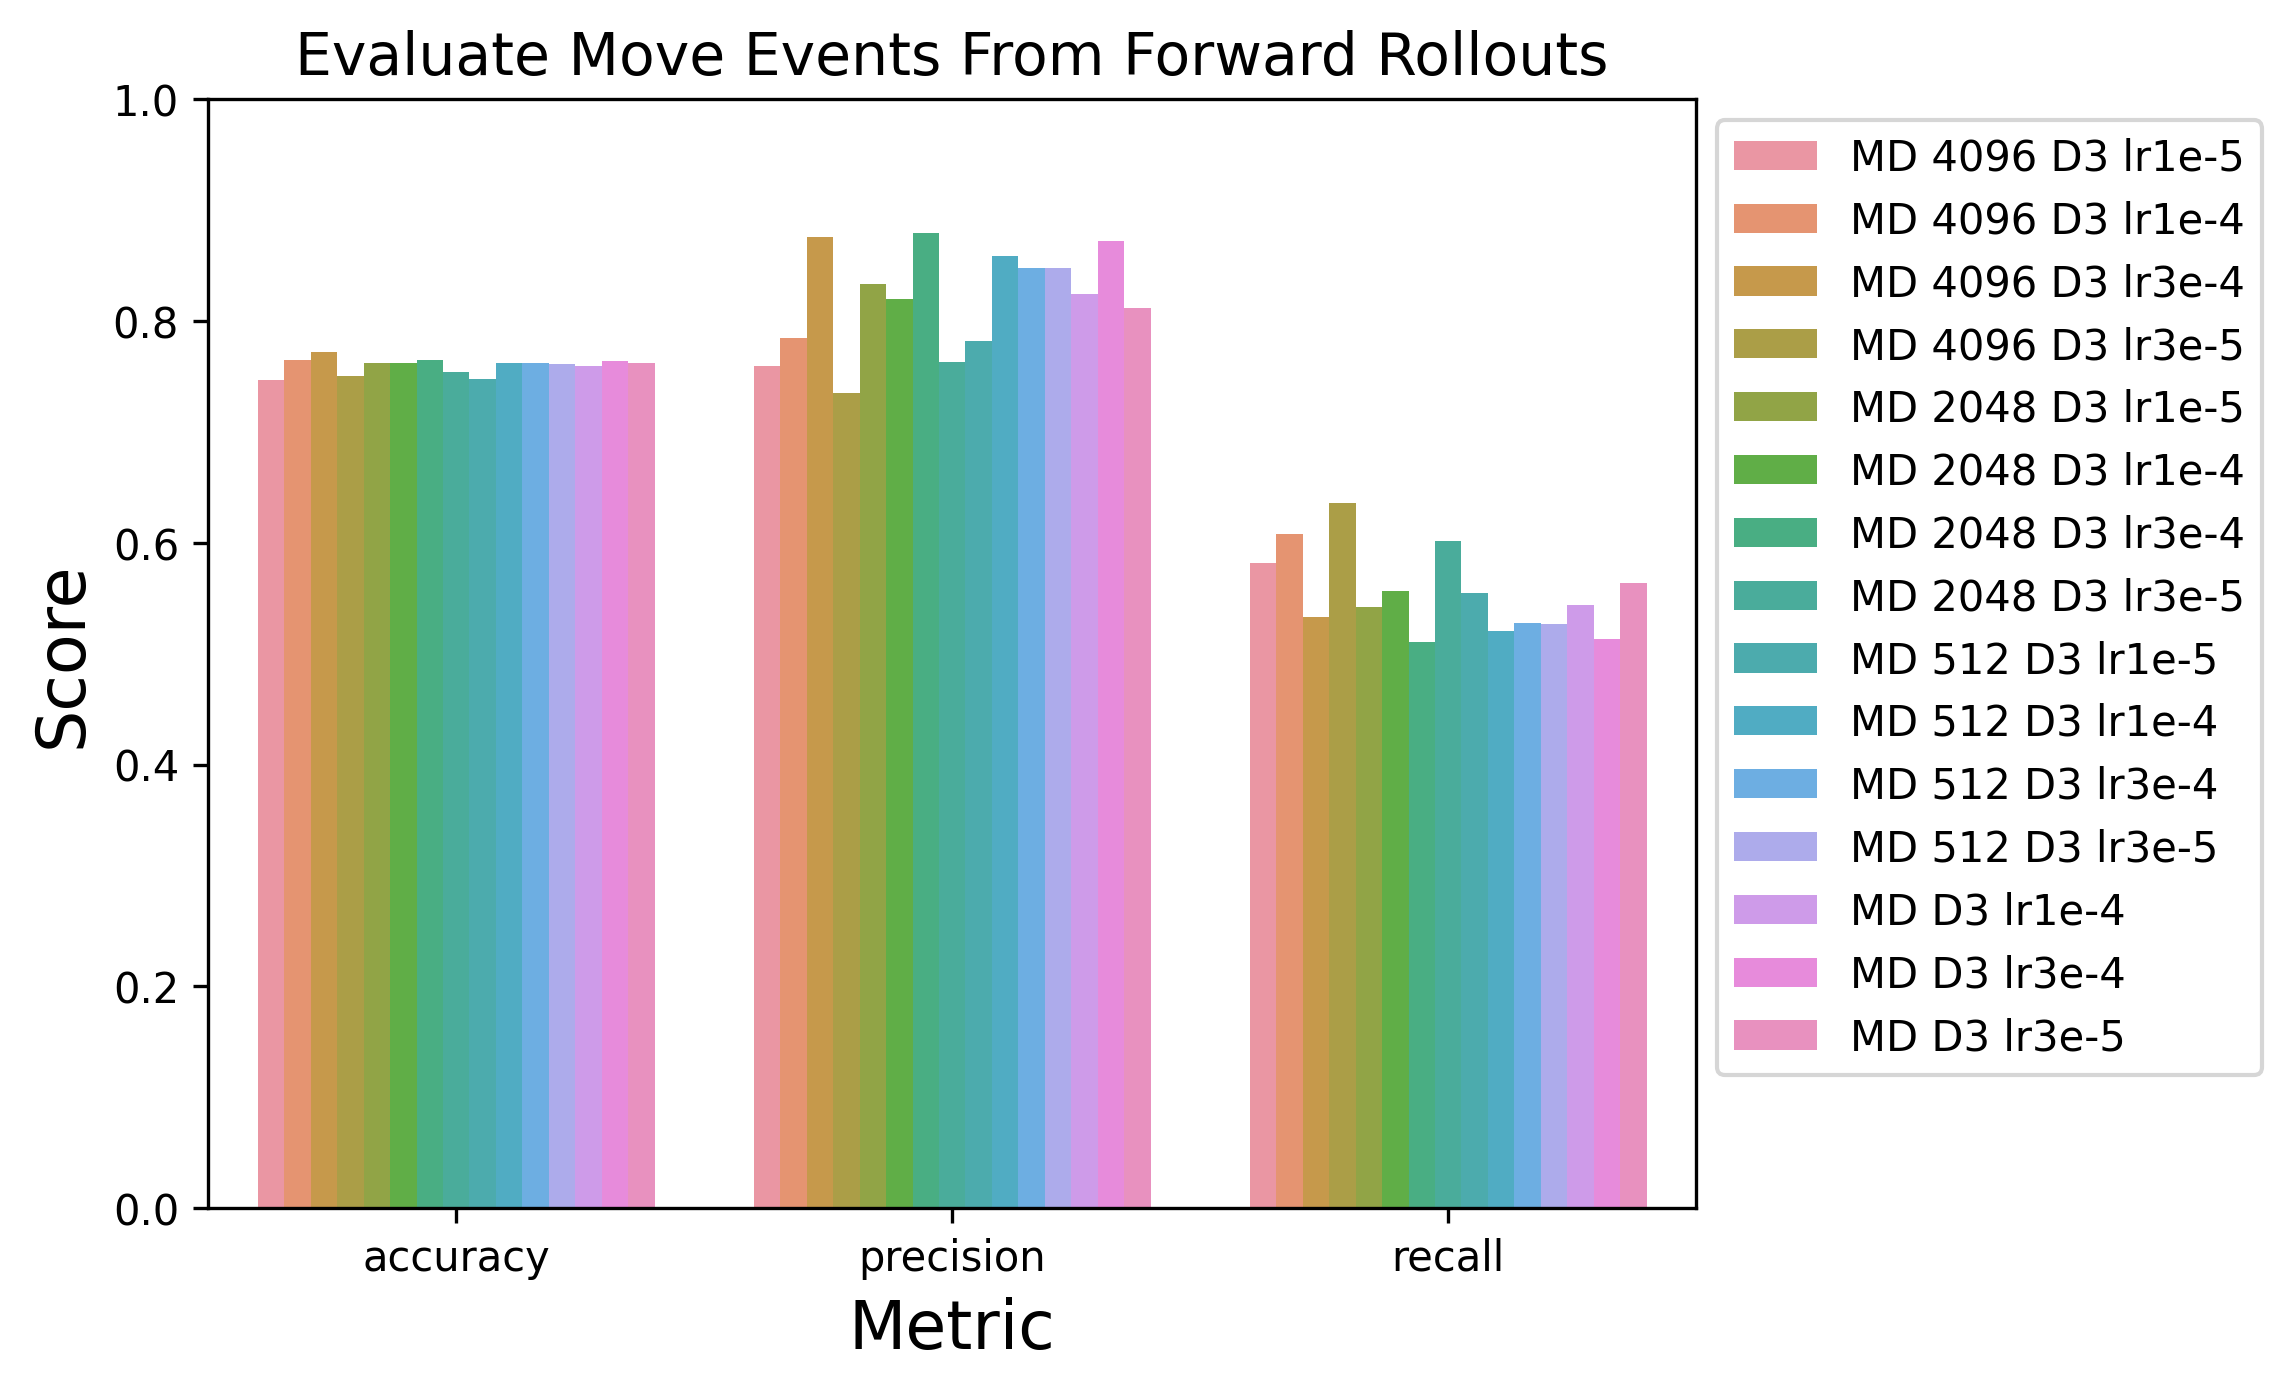 Evaluate Move Events From Forward Rollouts
1.0
0.8
0.6
0.4
0.2
0.0
Score
accuracy
precision
recall
Metric
MD 4096 D3 lr1e-5
MD 4096 D3 lr1e-4
MD 4096 D3 lr3e-4
MD 4096 D3 lr3e-5
MD 2048 D3 lr1e-5
MD 2048 D3 lr1e-4
MD 2048 D3 lr3e-4
MD 2048 D3 lr3e-5
MD 512 D3 lr1e-5
MD 512 D3 lr1e-4
MD 512 D3 lr3e-4
MD 512 D3 lr3e-5
MD D3 lr1e-4
MD D3 lr3e-4
MD D3 lr3e-5